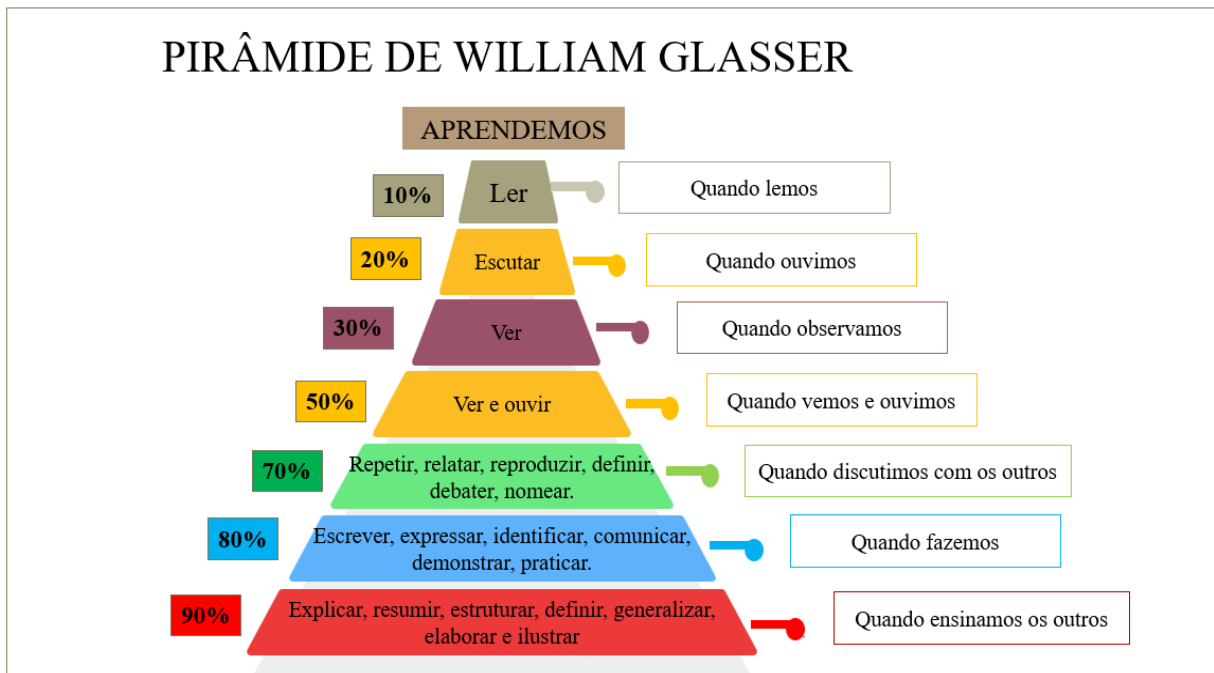 PIRÂMIDE DE WILLIAM GLASSER
APRENDEMOS
10%
Ler
Quando lemos
20%
Escutar
Quando ouvimos
30%
Ver
Quando observamos
50%
Ver e ouvir
Quando vemos e ouvimos
70%
Repetir, relatar, reproduzir, definir,
debater, nomear.
Quando discutimos com os outros
80%
Escrever, expressar, identificar, comunicar,
demonstrar, praticar.
Quando fazemos
90%
Explicar, resumir, estruturar, definir, generalizar,
elaborar e ilustrar
Quando ensinamos os outros